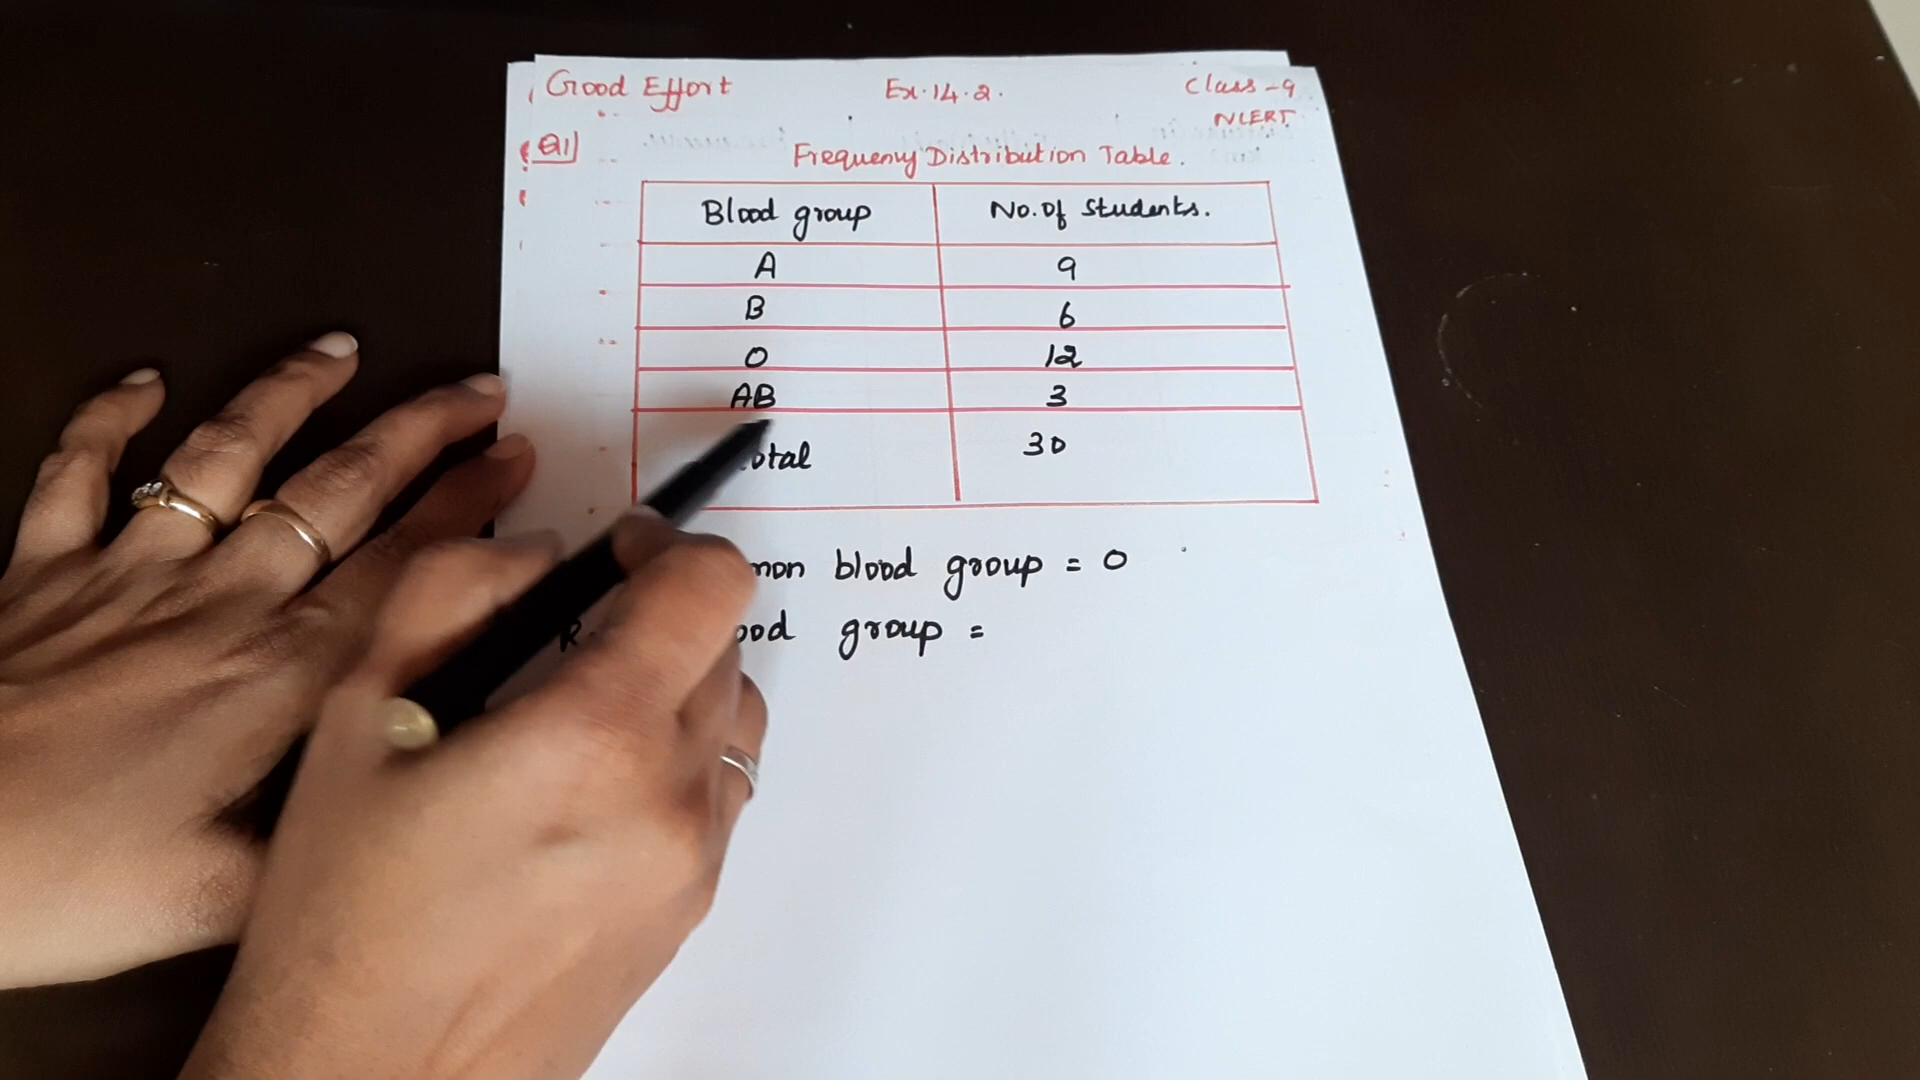 Good Effort Ex. 14.2. Class-9
NCERT
Q1)
Frequency Distribution Table.
Blood group No. Of Students.
A 9
B 6
O 12
AB 3
30
blood group = O
group =